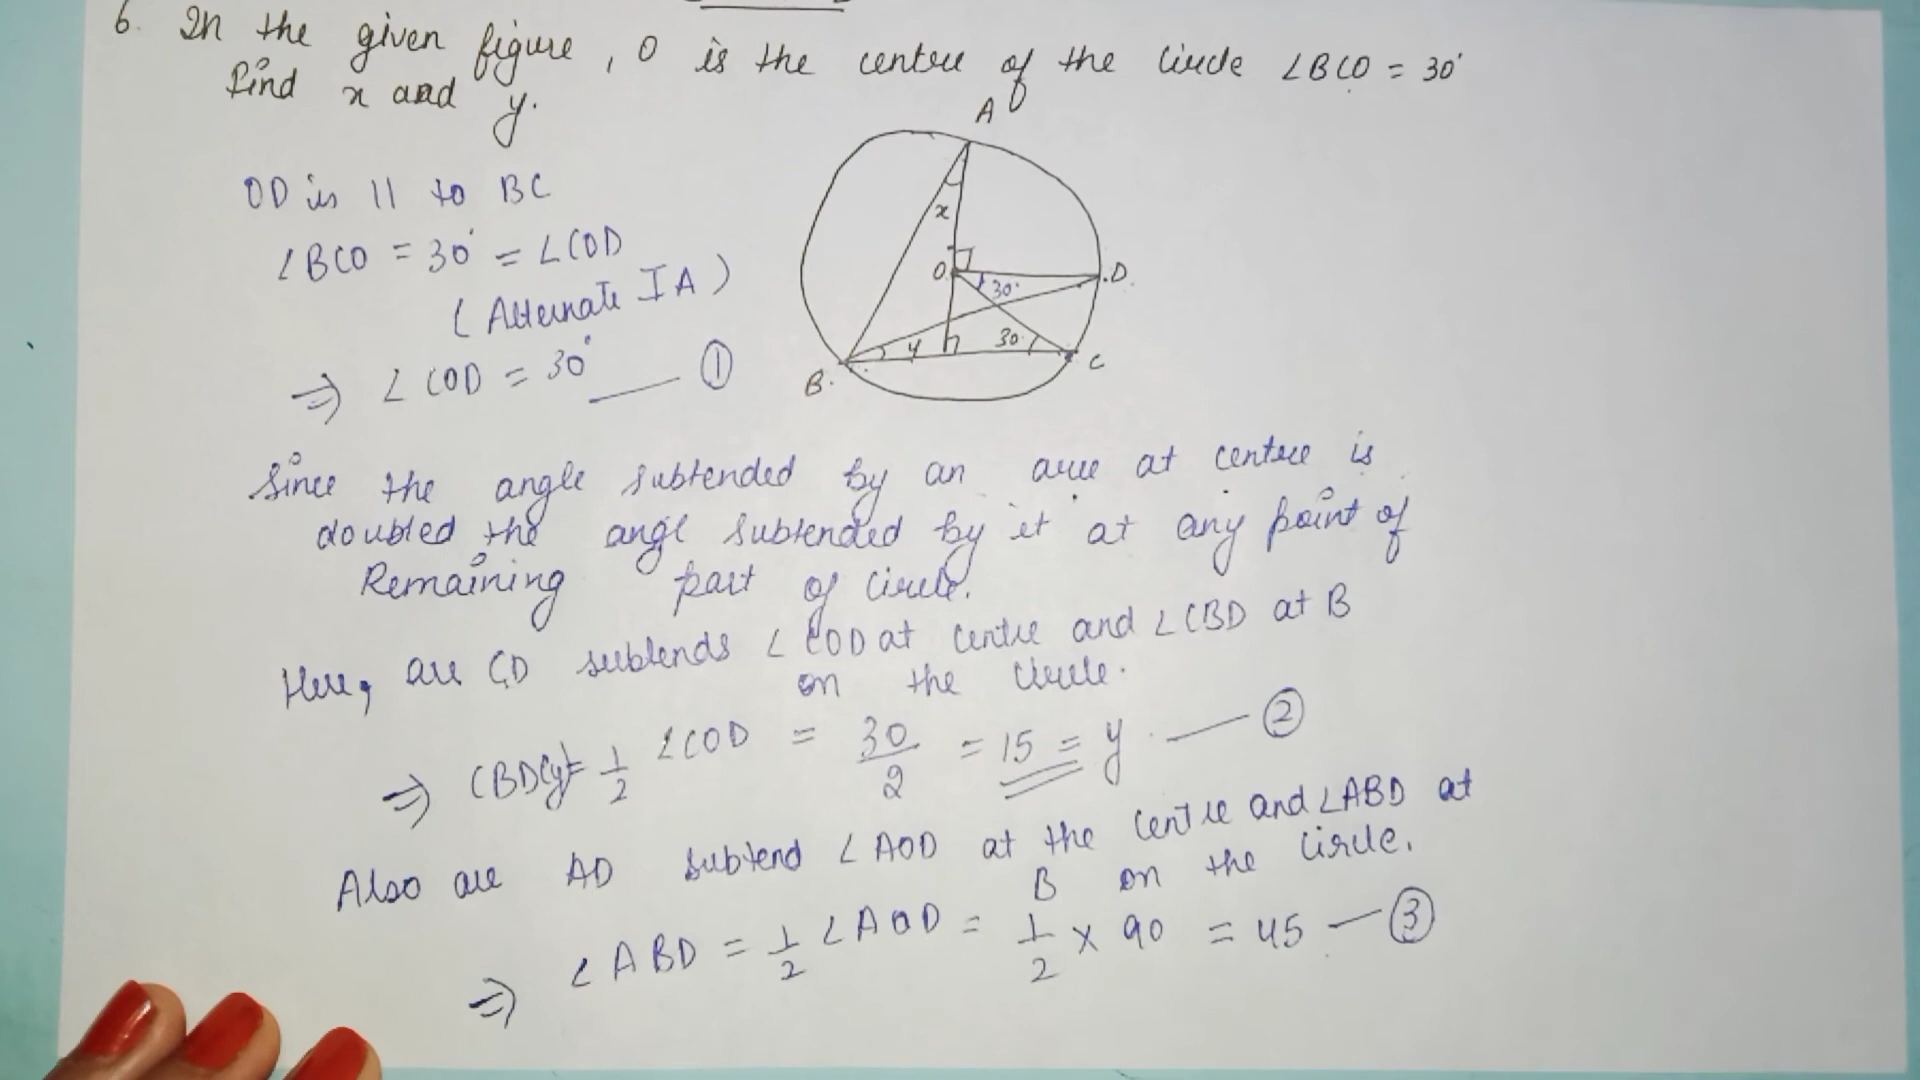 6. In the given figure, O is the centre of the circle ∠BCO = 30°
Find x and y.
A
OD is || to BC
∠BCO = 30° = ∠COD
(Alternate IA)
⇒ ∠COD = 30° — ①
x
O
30°
D
y
30
B
C
Since the angle subtended by an arc at centre is
doubled the angle subtended by it at any point of
Remaining part of circle.
Here, arc CD subtends ∠COD at centre and ∠CBD at B
on the circle.
⇒ CBD(y) = 1/2 ∠COD = 30/2 = 15 = y — ②
Also arc AD subtend ∠AOD at the centre and ∠ABD at
B on the circle.
⇒ ∠ABD = 1/2 ∠AOD = 1/2 × 90 = 45 — ③